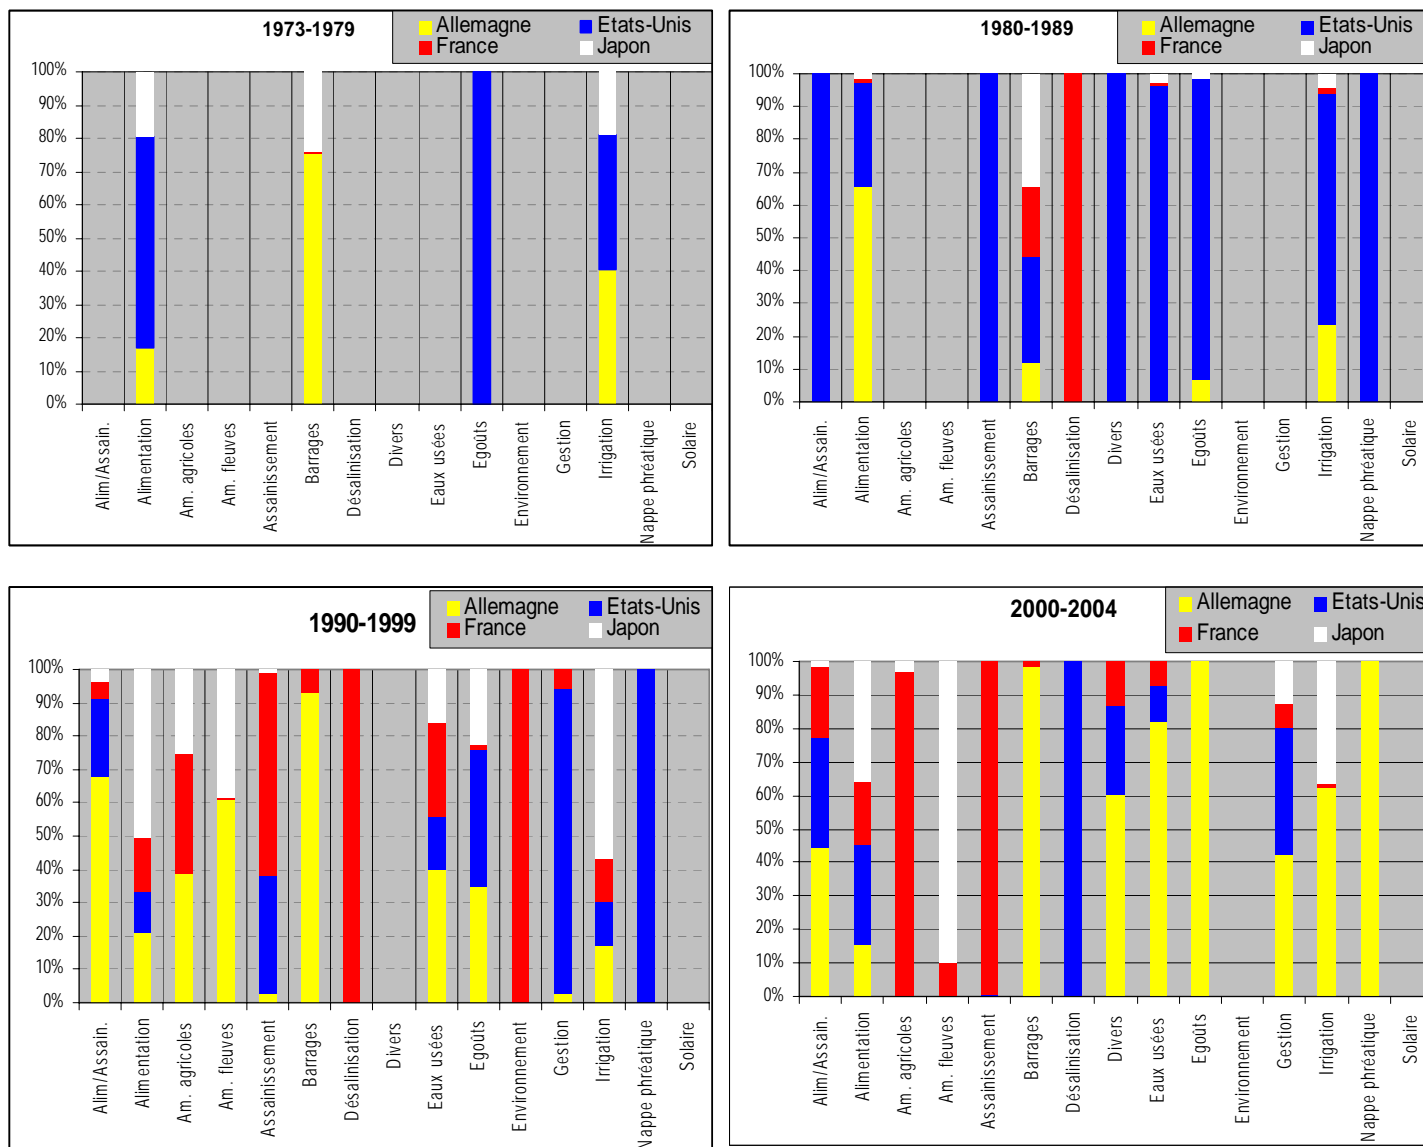 1973-1979
Allemagne Etats-Unis
France Japon
100%
90%
80%
70%
60%
50%
40%
30%
20%
10%
0%
Alim/Assain.
Alimentation
Am. agricoles
Am. fleuves
Assainissement
Barrages
Désalinisation
Divers
Eaux usées
Egoûts
Environnement
Gestion
Irrigation
Nappe phréatique
Solaire
1980-1989
Allemagne Etats-Unis
France Japon
100%
90%
80%
70%
60%
50%
40%
30%
20%
10%
0%
Alim/Assain.
Alimentation
Am. agricoles
Am. fleuves
Assainissement
Barrages
Désalinisation
Divers
Eaux usées
Egoûts
Environnement
Gestion
Irrigation
Nappe phréatique
Solaire
1990-1999
Allemagne Etats-Unis
France Japon
100%
90%
80%
70%
60%
50%
40%
30%
20%
10%
0%
Alim/Assain.
Alimentation
Am. agricoles
Am. fleuves
Assainissement
Barrages
Désalinisation
Divers
Eaux usées
Egoûts
Environnement
Gestion
Irrigation
Nappe phréatique
Solaire
2000-2004
Allemagne Etats-Unis
France Japon
100%
90%
80%
70%
60%
50%
40%
30%
20%
10%
0%
Alim/Assain.
Alimentation
Am. agricoles
Am. fleuves
Assainissement
Barrages
Désalinisation
Divers
Eaux usées
Egoûts
Environnement
Gestion
Irrigation
Nappe phréatique
Solaire